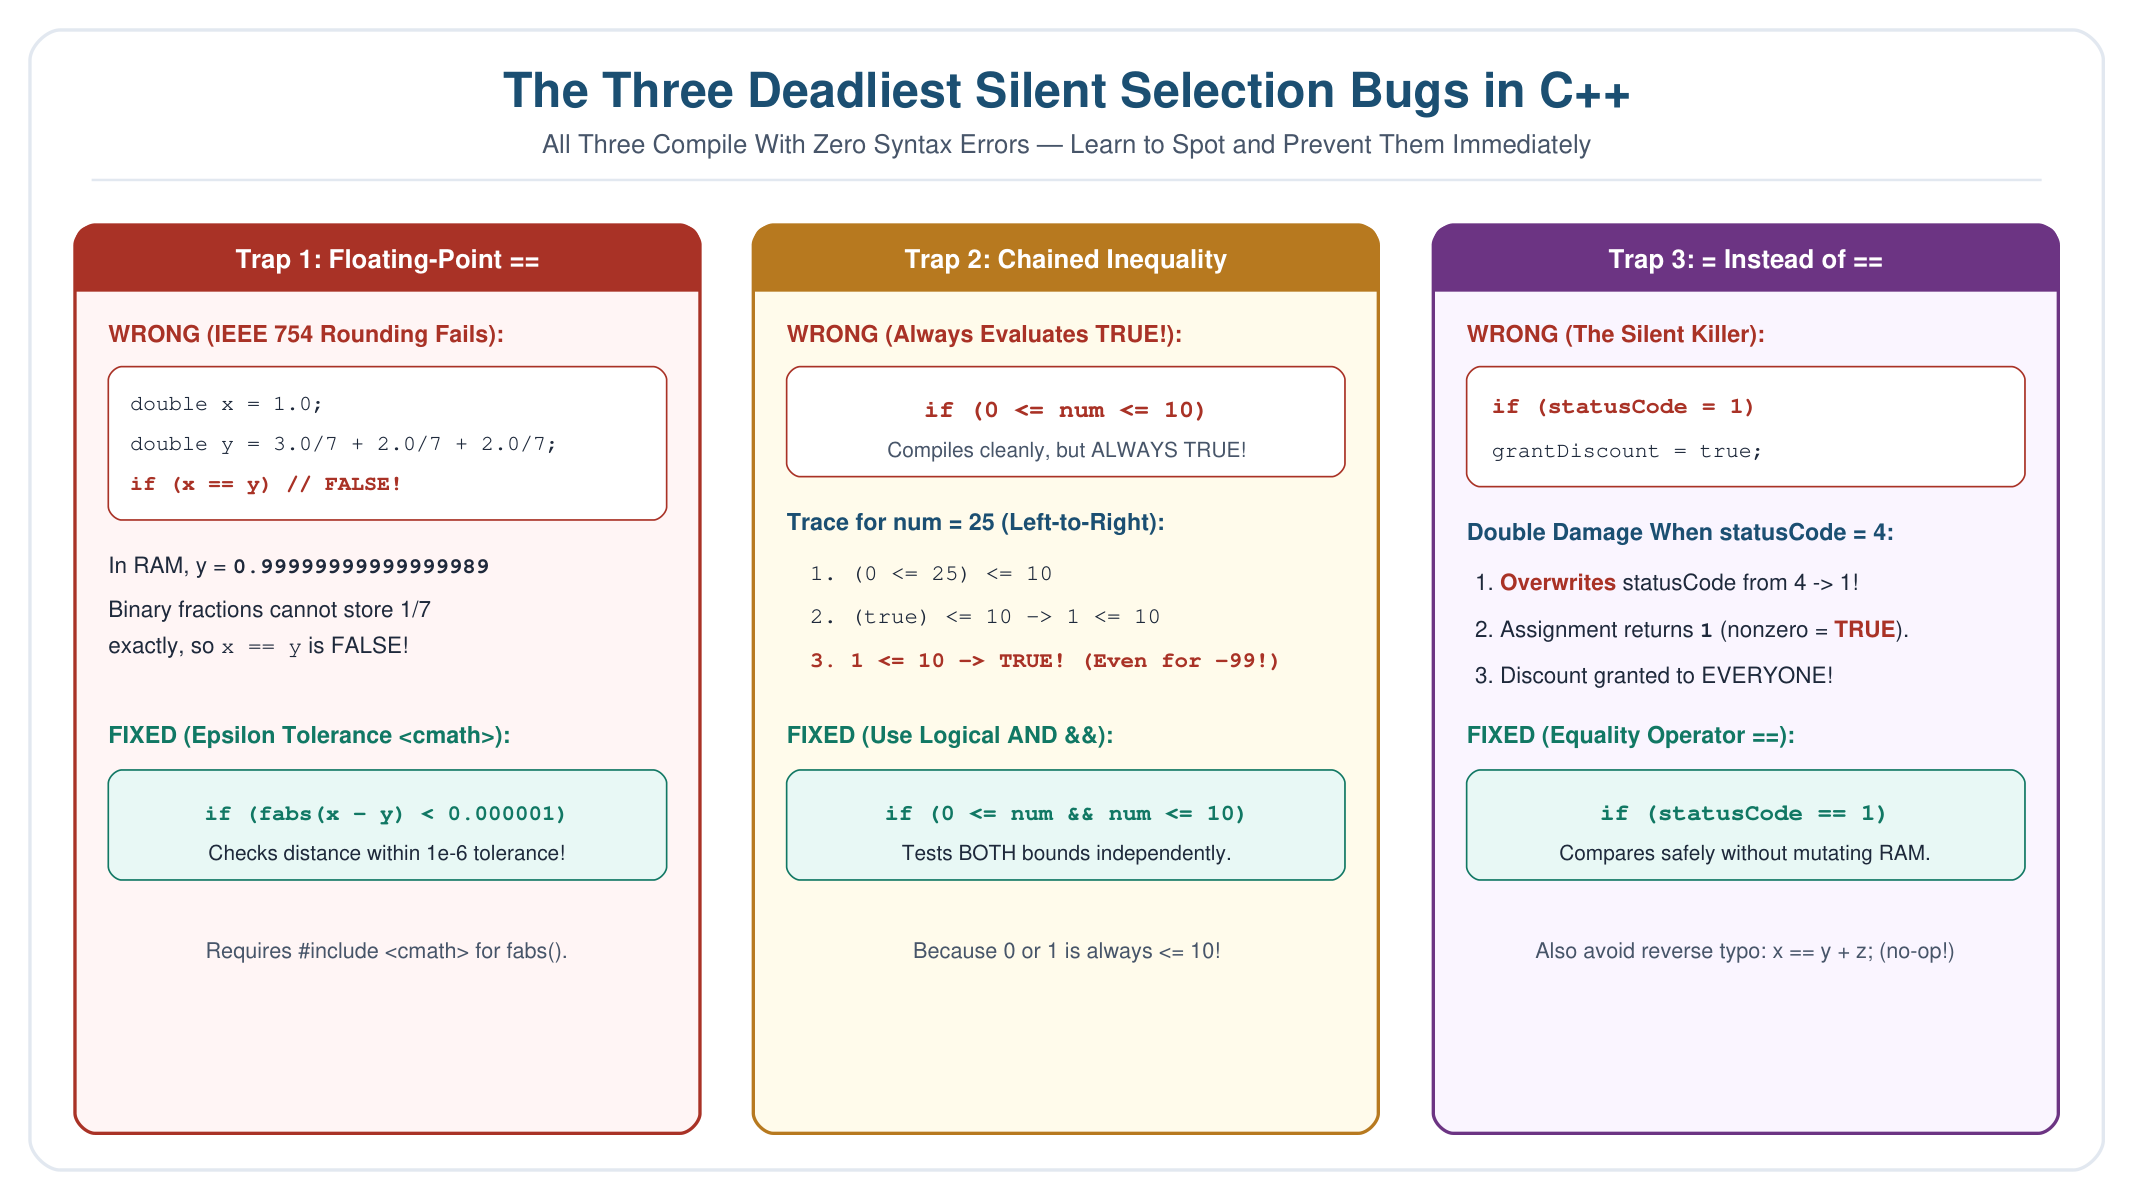 The Three Deadliest Silent Selection Bugs in C++
All Three Compile With Zero Syntax Errors — Learn to Spot and Prevent Them Immediately
Trap 1: Floating-Point ==
WRONG (IEEE 754 Rounding Fails):
double x = 1.0;
double y = 3.0/7 + 2.0/7 + 2.0/7;
if (x == y) // FALSE!
In RAM, y = 0.99999999999999989
Binary fractions cannot store 1/7
exactly, so x == y is FALSE!
FIXED (Epsilon Tolerance <cmath>):
if (fabs(x - y) < 0.000001)
Checks distance within 1e-6 tolerance!
Requires #include <cmath> for fabs().
Trap 2: Chained Inequality
WRONG (Always Evaluates TRUE!):
if (0 <= num <= 10)
Compiles cleanly, but ALWAYS TRUE!
Trace for num = 25 (Left-to-Right):
1. (0 <= 25) <= 10
2. (true) <= 10 -> 1 <= 10
3. 1 <= 10 -> TRUE! (Even for -99!)
FIXED (Use Logical AND &&):
if (0 <= num && num <= 10)
Tests BOTH bounds independently.
Because 0 or 1 is always <= 10!
Trap 3: = Instead of ==
WRONG (The Silent Killer):
if (statusCode = 1)
grantDiscount = true;
Double Damage When statusCode = 4:
1. Overwrites statusCode from 4 -> 1!
2. Assignment returns 1 (nonzero = TRUE).
3. Discount granted to EVERYONE!
FIXED (Equality Operator ==):
if (statusCode == 1)
Compares safely without mutating RAM.
Also avoid reverse typo: x == y + z; (no-op!)